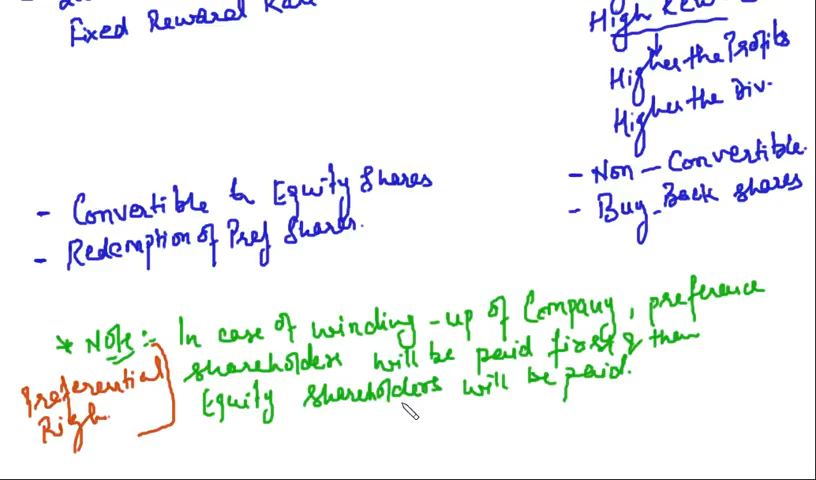 Fixed Reward Rate
High Rew
Higher the Profits
Higher the Div.
- Convertible to Equity Shares
- Redemption of Pref Shares.
- Non - Convertible.
- Buy-Back shares
* Note :- In case of winding-up of Company, preference
shareholders will be paid first & then
Equity shareholders will be paid.
Preferential
Righ